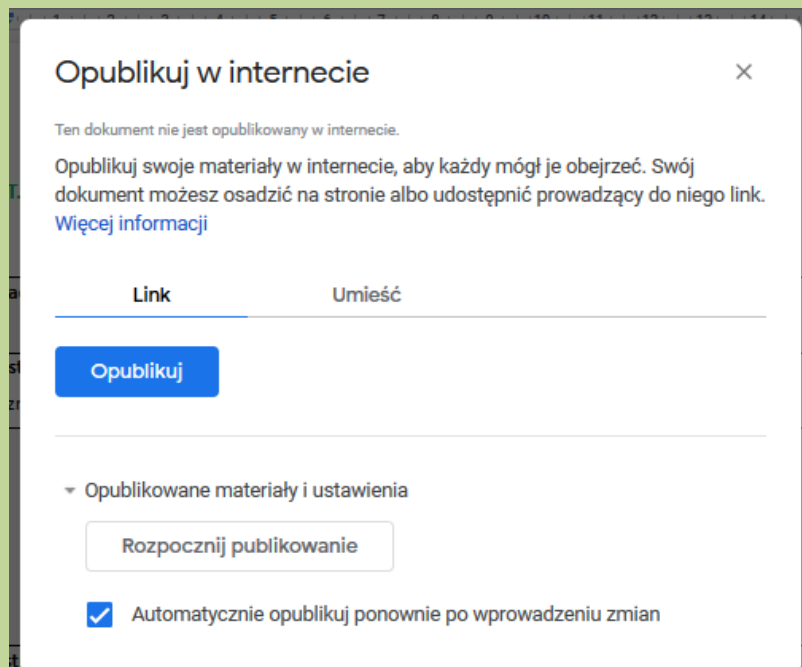 Opublikuj w internecie
Ten dokument nie jest opublikowany w internecie.
Opublikuj swoje materiały w internecie, aby każdy mógł je obejrzeć. Swój
dokument możesz osadzić na stronie albo udostępnić prowadzący do niego link.
Więcej informacji
Link
Umieść
Opublikuj
Opublikowane materiały i ustawienia
Rozpocznij publikowanie
Automatycznie opublikuj ponownie po wprowadzeniu zmian